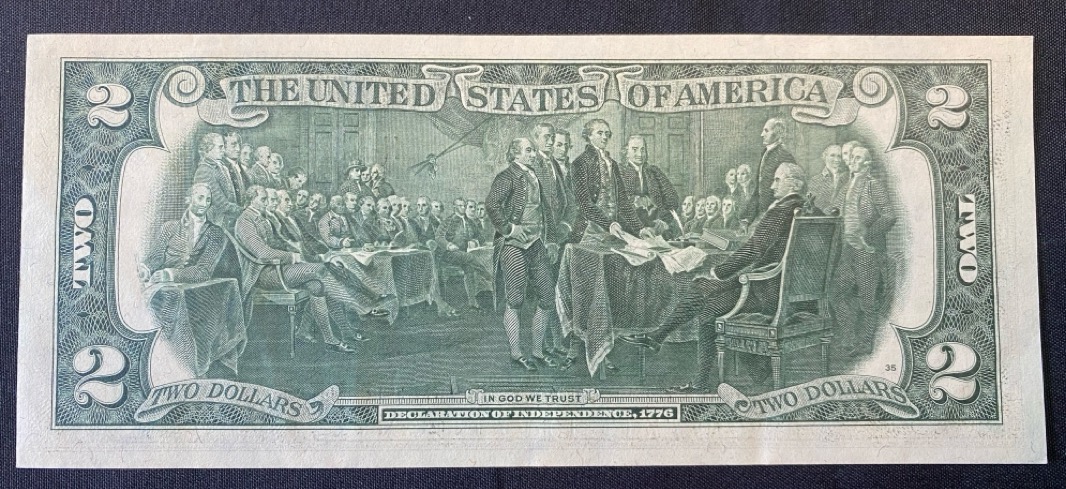 2 THE UNITED STATES OF AMERICA 2
TWO
TWO
35
2 TWO DOLLARS
IN GOD WE TRUST
TWO DOLLARS 2
DECLARATION OF INDEPENDENCE, 1776